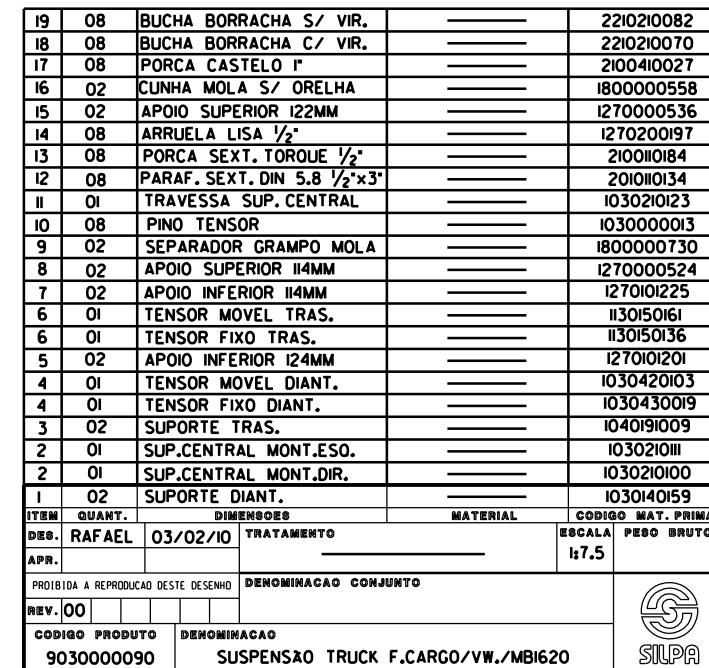 19 08 BUCHA BORRACHA S/ VIR. 2210210082
18 08 BUCHA BORRACHA C/ VIR. 2210210070
17 08 PORCA CASTELO 1" 2100410027
16 02 CUNHA MOLA S/ ORELHA 1800000558
15 02 APOIO SUPERIOR 122MM 1270000536
14 08 ARRUELA LISA 1/2" 1270200197
13 08 PORCA SEXT. TORQUE 1/2" 2100110184
12 08 PARAF. SEXT. DIN 5.8 1/2"x3" 2010110134
11 01 TRAVESSA SUP. CENTRAL 1030210123
10 08 PINO TENSOR 1030000013
9 02 SEPARADOR GRAMPO MOLA 1800000730
8 02 APOIO SUPERIOR 114MM 1270000524
7 02 APOIO INFERIOR 114MM 1270101225
6 01 TENSOR MOVEL TRAS. 1130150161
6 01 TENSOR FIXO TRAS. 1130150136
5 02 APOIO INFERIOR 124MM 1270101201
4 01 TENSOR MOVEL DIANT. 1030420103
4 01 TENSOR FIXO DIANT. 1030430019
3 02 SUPORTE TRAS. 1040191009
2 01 SUP.CENTRAL MONT.ESQ. 1030210111
2 01 SUP.CENTRAL MONT.DIR. 1030210100
1 02 SUPORTE DIANT. 1030140159
ITEM QUANT. DIMENSOES MATERIAL CODIGO MAT. PRIMA
DES. RAFAEL 03/02/10 TRATAMENTO ESCALA PESO BRUTO
1:7.5
APR.
PROIBIDA A REPRODUCAO DESTE DESENHO DENOMINACAO CONJUNTO
REV. 00
CODIGO PRODUTO DENOMINACAO
9030000090 SUSPENSÃO TRUCK F.CARGO/VW./MB1620
SILPA